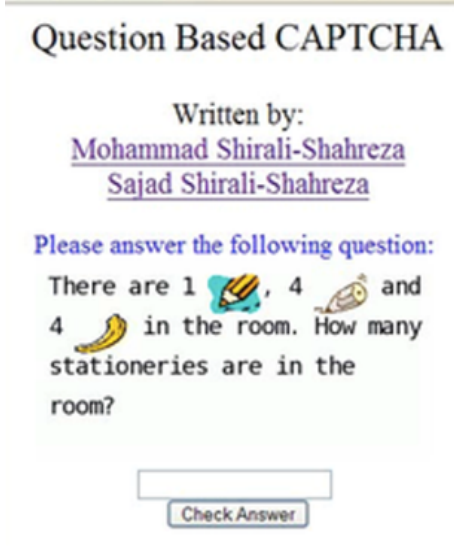 Question Based CAPTCHA
Written by:
Mohammad Shirali-Shahreza
Sajad Shirali-Shahreza
Please answer the following question:
There are 1 , 4 and
4 in the room. How many
stationeries are in the
room?
Check Answer